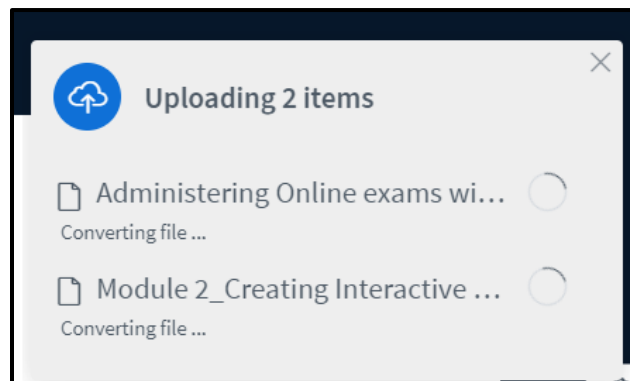 Uploading 2 items
Administering Online exams wi...
Converting file ...
Module 2_Creating Interactive ...
Converting file ...